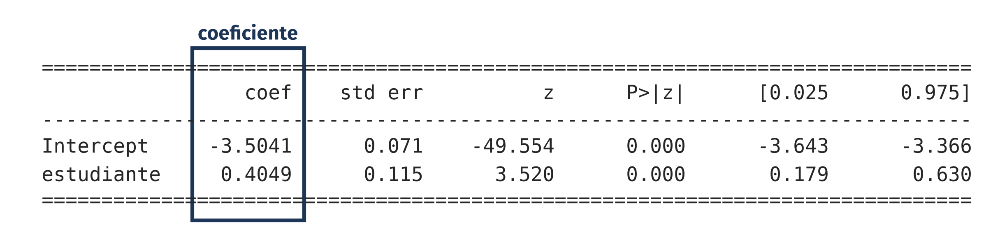 coeficiente
================================================================================
coef std err z P>|z| [0.025 0.975]
--------------------------------------------------------------------------------
Intercept -3.5041 0.071 -49.554 0.000 -3.643 -3.366
estudiante 0.4049 0.115 3.520 0.000 0.179 0.630
================================================================================